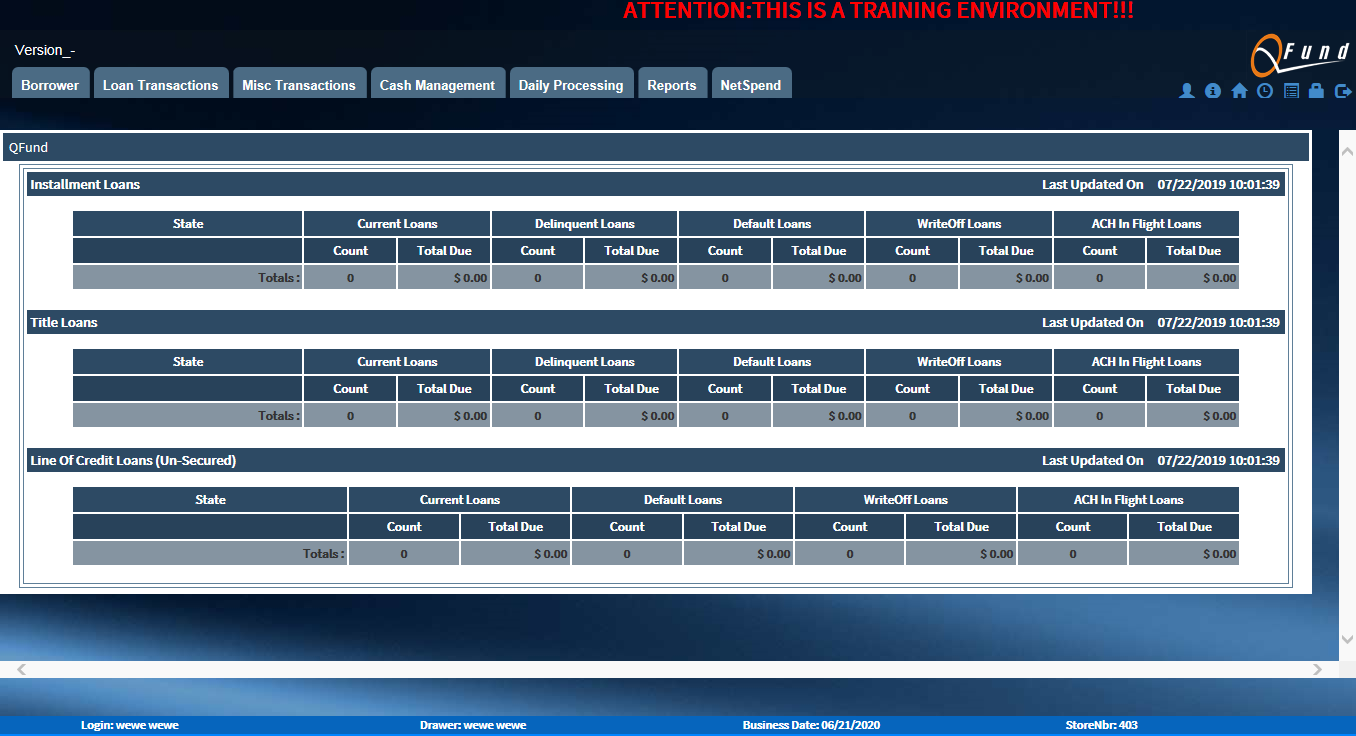 ATTENTION:THIS IS A TRAINING ENVIRONMENT!!!
Version_-
QFund
Borrower Loan Transactions Misc Transactions Cash Management Daily Processing Reports NetSpend
QFund
Installment Loans Last Updated On 07/22/2019 10:01:39
State Current Loans Delinquent Loans Default Loans WriteOff Loans ACH In Flight Loans
Count Total Due Count Total Due Count Total Due Count Total Due Count Total Due
Totals : 0 $ 0.00 0 $ 0.00 0 $ 0.00 0 $ 0.00 0 $ 0.00
Title Loans Last Updated On 07/22/2019 10:01:39
State Current Loans Delinquent Loans Default Loans WriteOff Loans ACH In Flight Loans
Count Total Due Count Total Due Count Total Due Count Total Due Count Total Due
Totals : 0 $ 0.00 0 $ 0.00 0 $ 0.00 0 $ 0.00 0 $ 0.00
Line Of Credit Loans (Un-Secured) Last Updated On 07/22/2019 10:01:39
State Current Loans Default Loans WriteOff Loans ACH In Flight Loans
Count Total Due Count Total Due Count Total Due Count Total Due
Totals : 0 $ 0.00 0 $ 0.00 0 $ 0.00 0 $ 0.00
Login: wewe wewe Drawer: wewe wewe Business Date: 06/21/2020 StoreNbr: 403